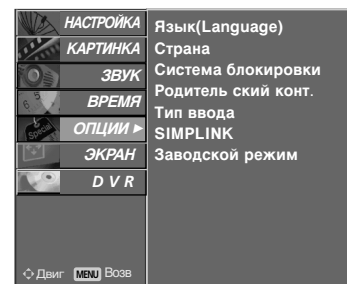 НАСТРОЙКА
КАРТИНКА
ЗВУК
ВРЕМЯ
ОПЦИИ ►
ЭКРАН
D V R
Двиг MENU Возв
Язык(Language)
Страна
Система блокировки
Родитель ский конт.
Тип ввода
SIMPLINK
Заводской режим